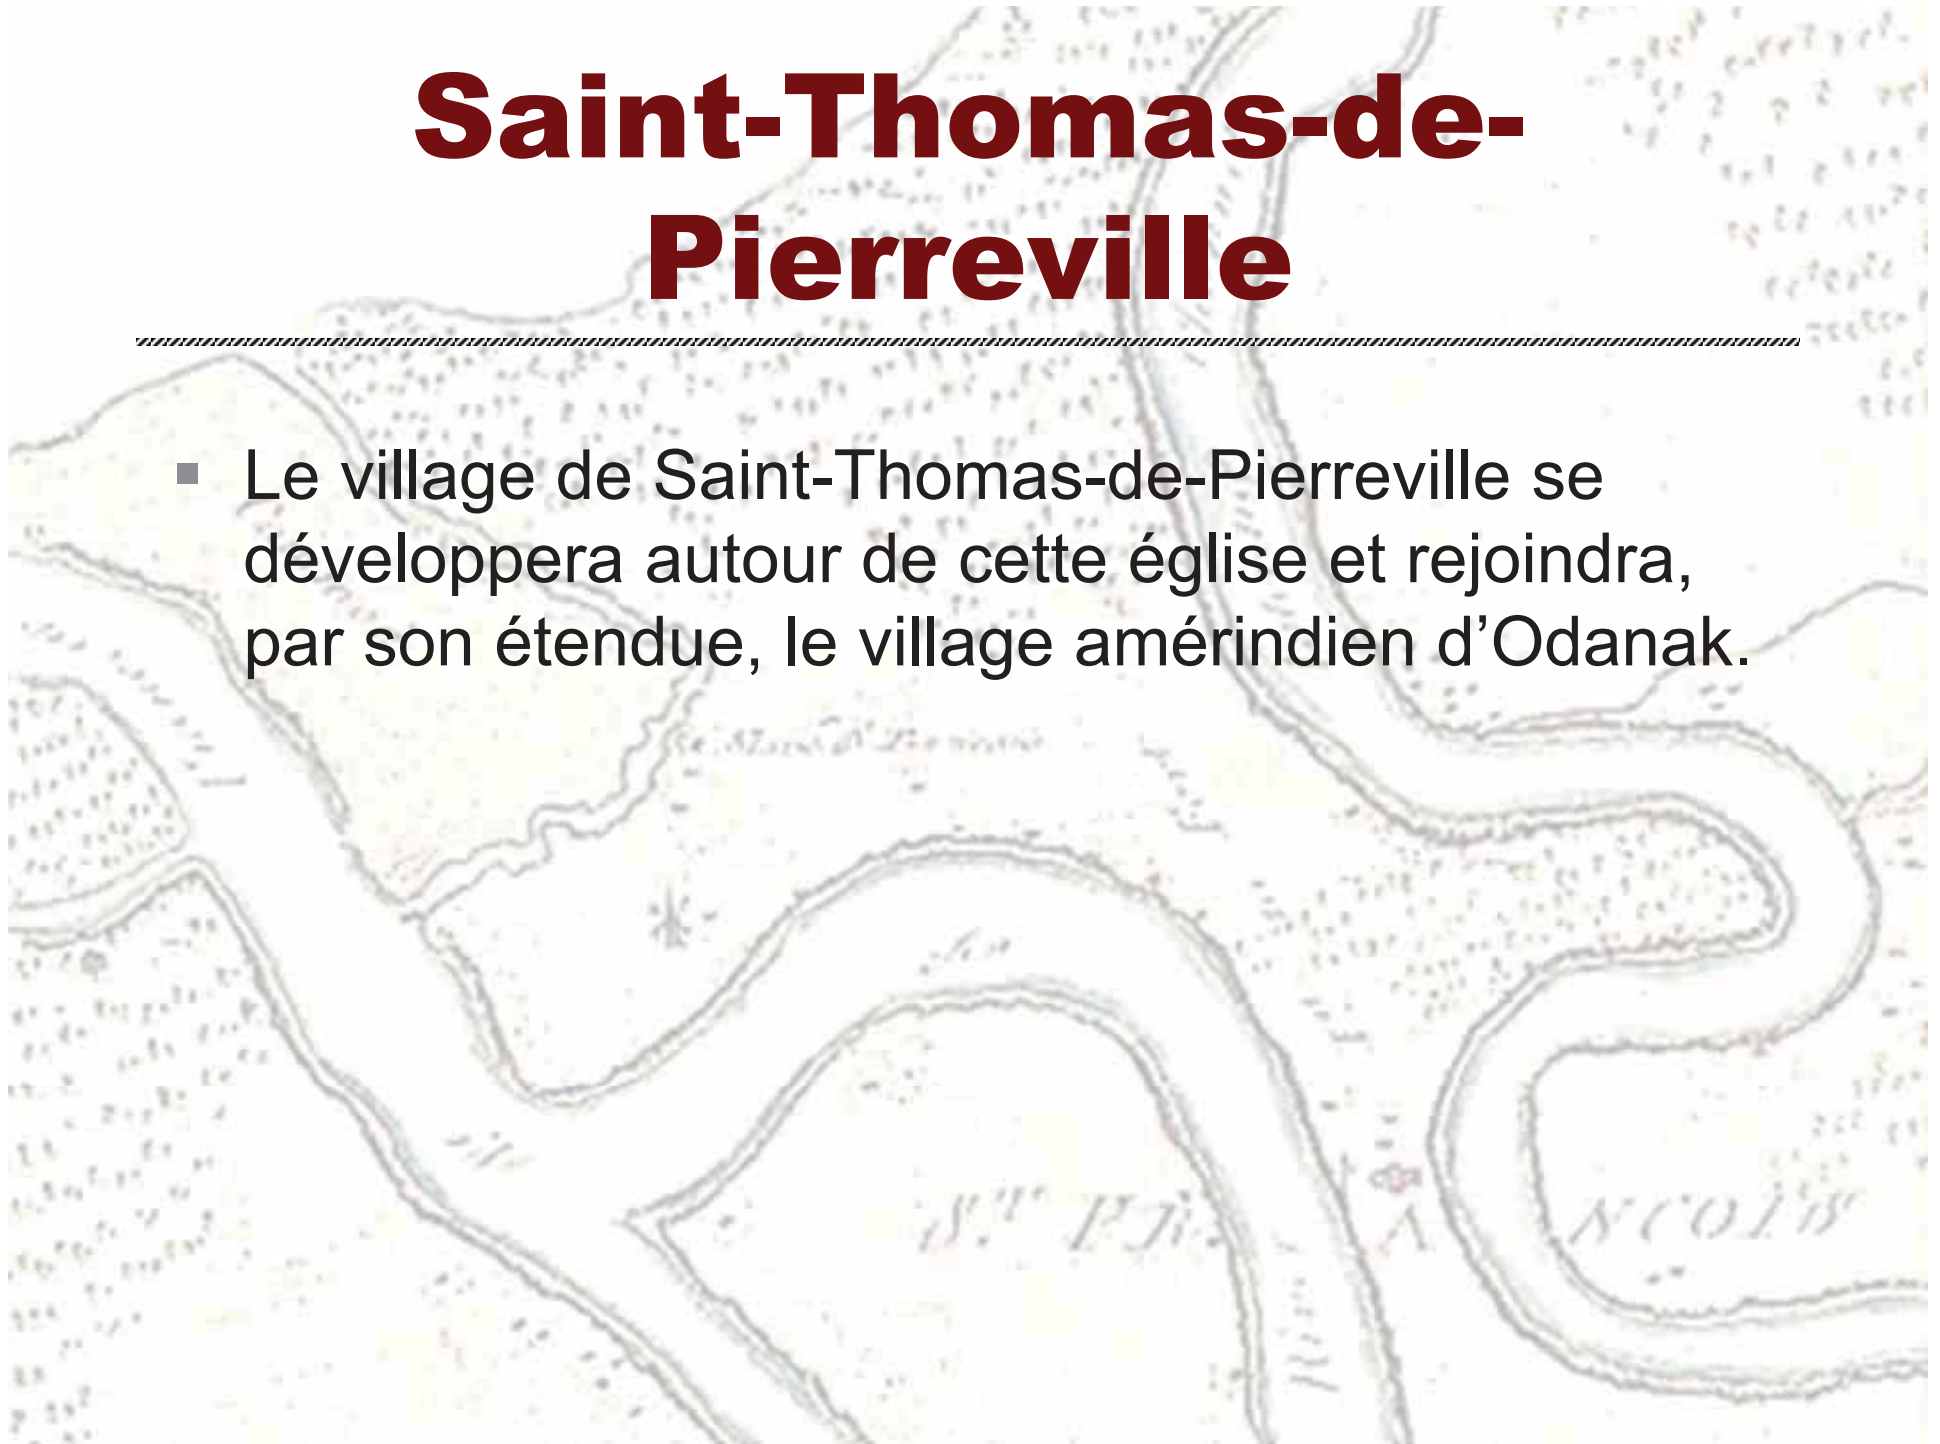 Saint-Thomas-de-
Pierreville
Le village de Saint-Thomas-de-Pierreville se
développera autour de cette église et rejoindra,
par son étendue, le village amérindien d’Odanak.